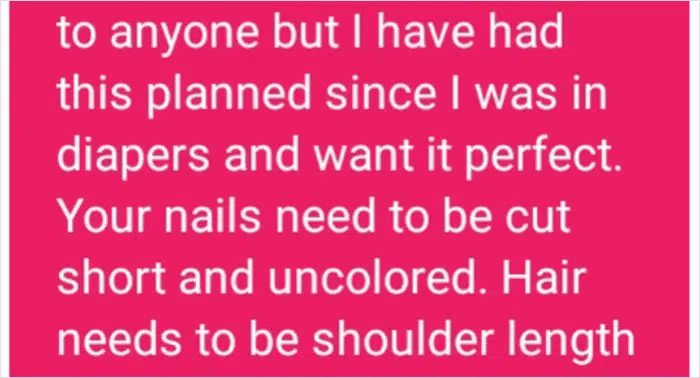 to anyone but I have had
this planned since I was in
diapers and want it perfect.
Your nails need to be cut
short and uncolored. Hair
needs to be shoulder length